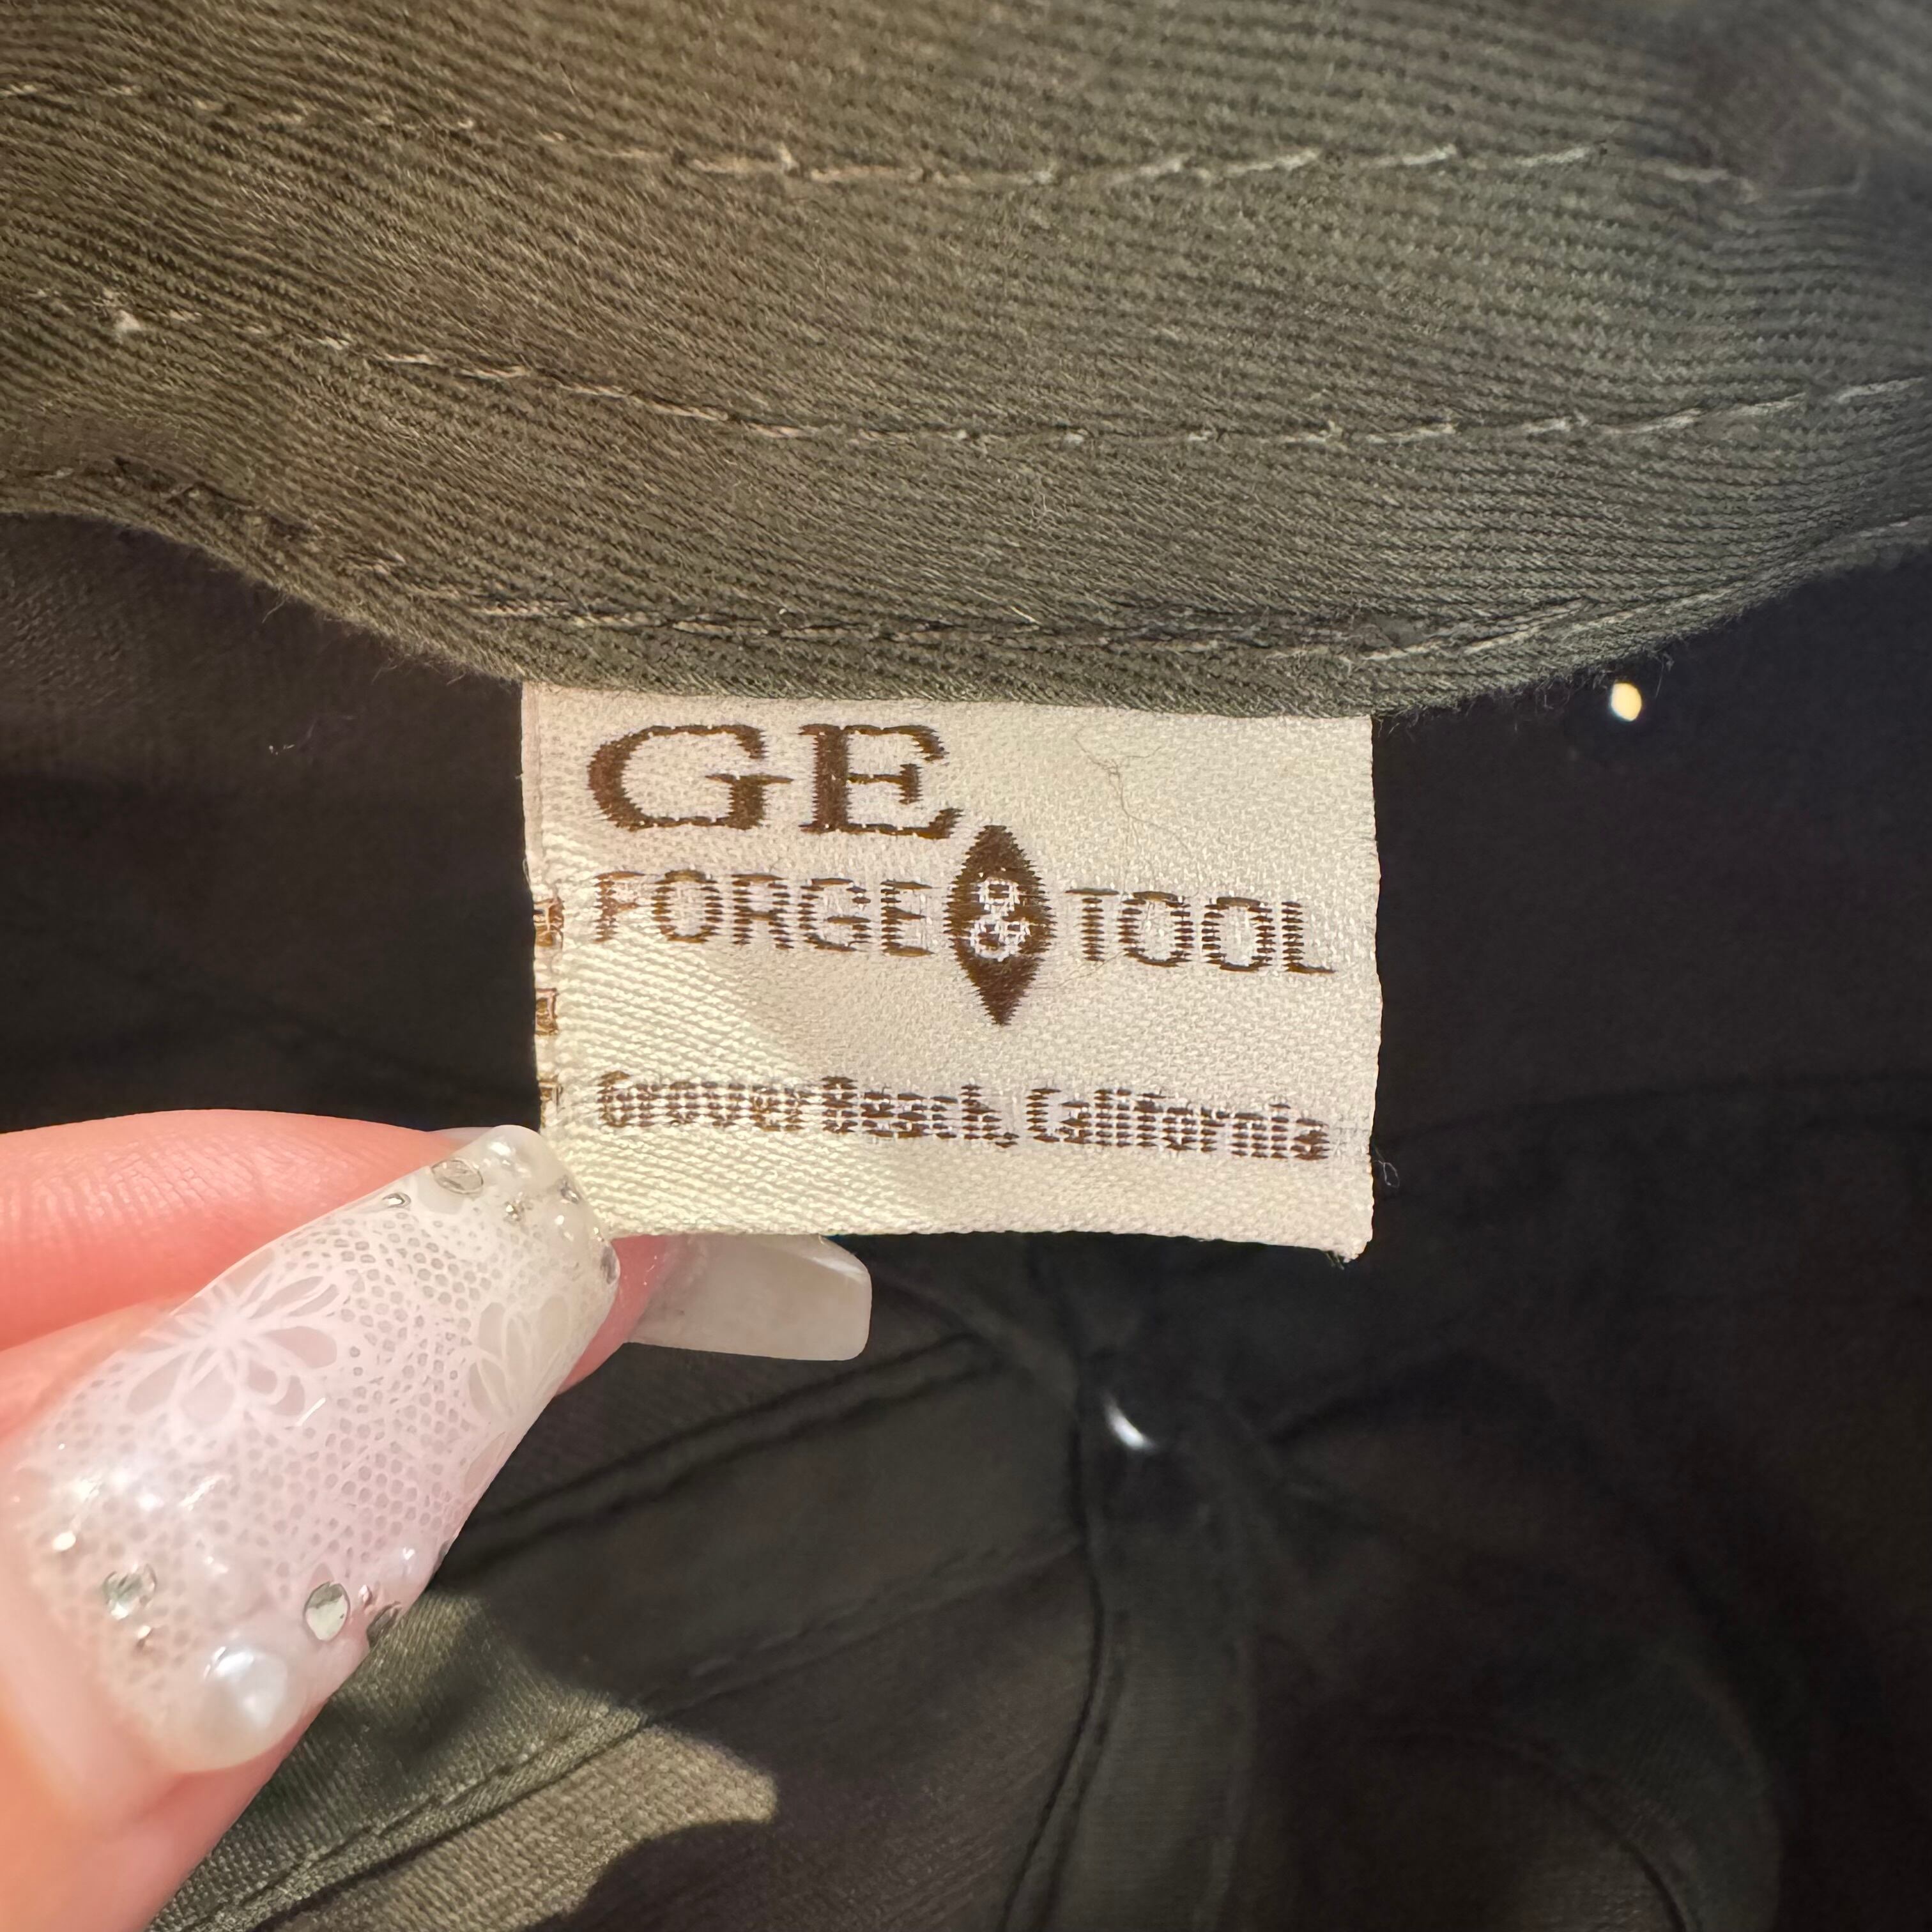 GE
FORGE & TOOL
Grover Beach, California